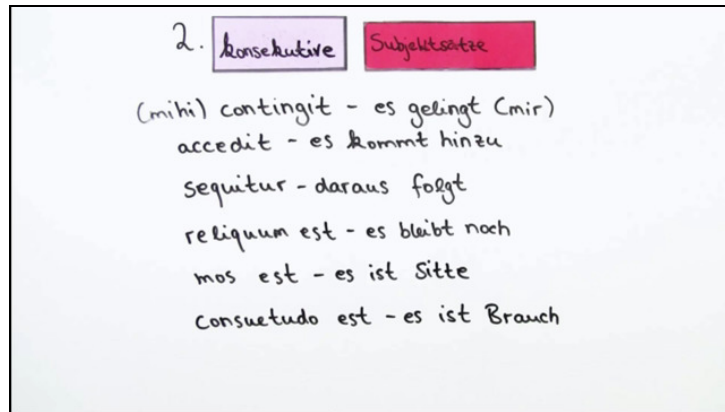 2. konsekutive Subjektsätze
(mihi) contingit - es gelingt (mir)
accedit - es kommt hinzu
sequitur - daraus folgt
reliquum est - es bleibt noch
mos est - es ist Sitte
consuetudo est - es ist Brauch